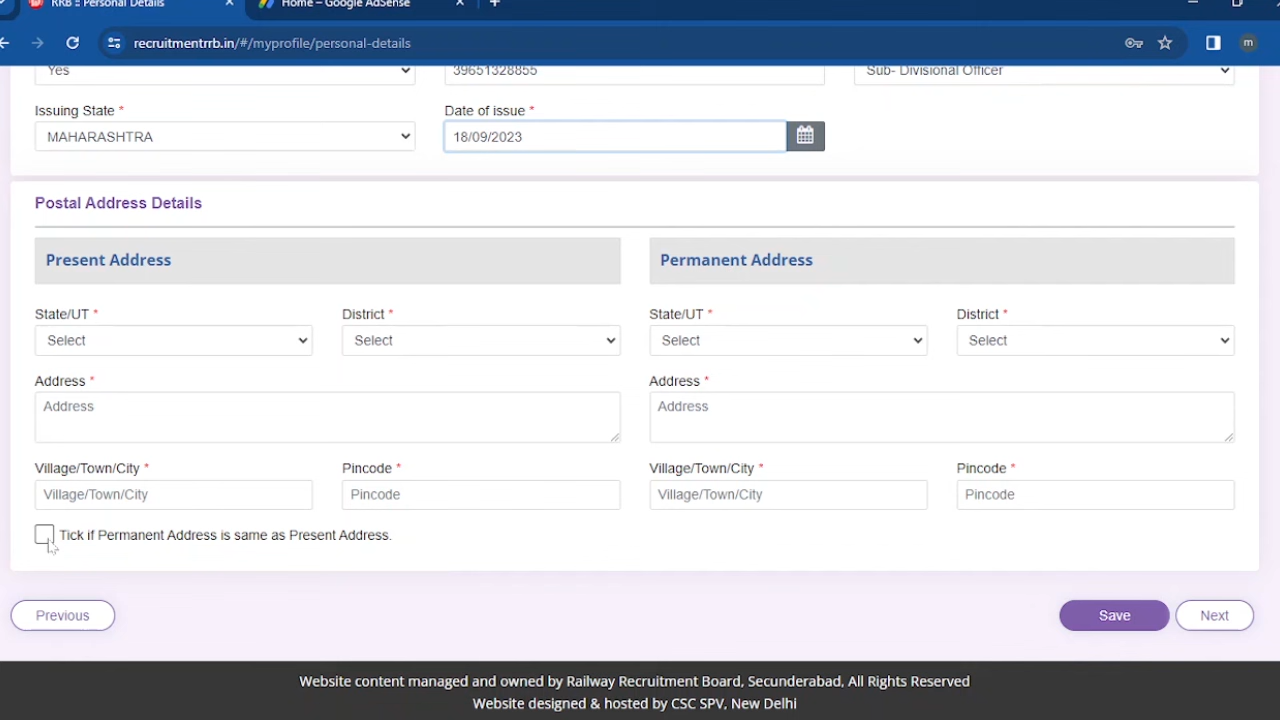 RRB :: Personal Details
Home – Google AdSense
recruitmentrrb.in/#/myprofile/personal-details
m
Yes
39651328855
Sub- Divisional Officer
Issuing State *
Date of issue *
MAHARASHTRA
18/09/2023
Postal Address Details
Present Address
Permanent Address
State/UT *
District *
State/UT *
District *
Select
Select
Select
Select
Address *
Address *
Address
Address
Village/Town/City *
Pincode *
Village/Town/City *
Pincode *
Village/Town/City
Pincode
Village/Town/City
Pincode
Tick if Permanent Address is same as Present Address.
Previous
Save
Next
Website content managed and owned by Railway Recruitment Board, Secunderabad, All Rights Reserved
Website designed & hosted by CSC SPV, New Delhi